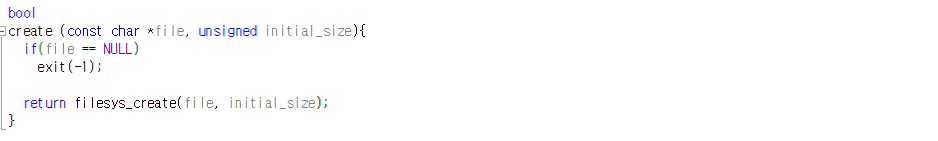 bool
create (const char *file, unsigned initial_size){
  if(file == NULL)
    exit(-1);

  return filesys_create(file, initial_size);
}